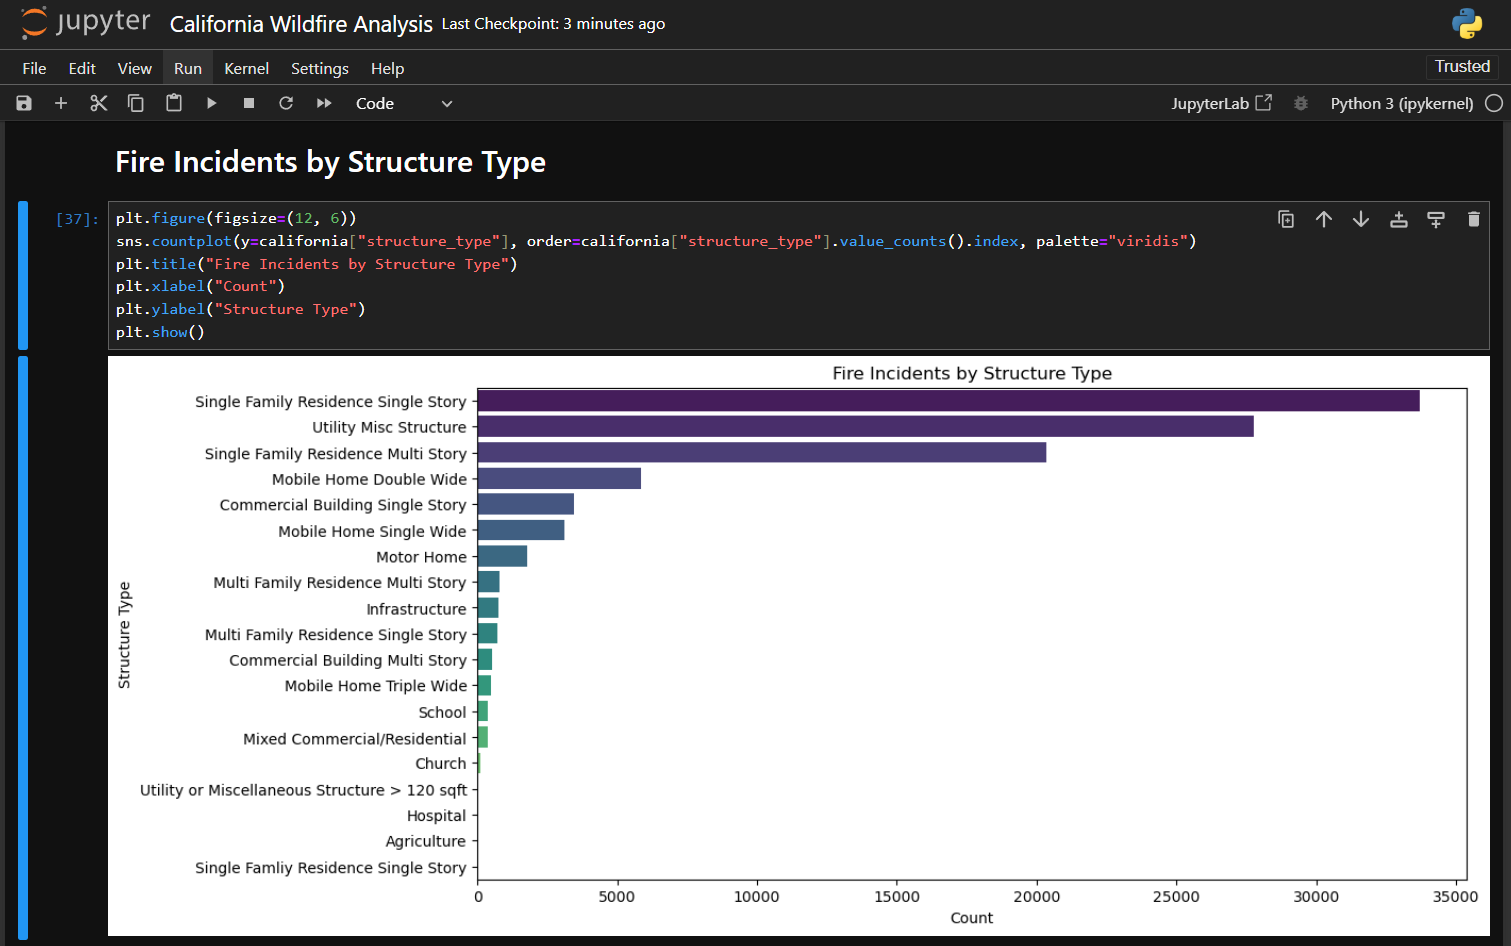 jupyter California Wildfire Analysis Last Checkpoint: 3 minutes ago
File Edit View Run Kernel Settings Help Trusted
Code JupyterLab Python 3 (ipykernel)
Fire Incidents by Structure Type
[37]: plt.figure(figsize=(12, 6))
sns.countplot(y=california["structure_type"], order=california["structure_type"].value_counts().index, palette="viridis")
plt.title("Fire Incidents by Structure Type")
plt.xlabel("Count")
plt.ylabel("Structure Type")
plt.show()
Fire Incidents by Structure Type
Structure Type
Single Family Residence Single Story
Utility Misc Structure
Single Family Residence Multi Story
Mobile Home Double Wide
Commercial Building Single Story
Mobile Home Single Wide
Motor Home
Multi Family Residence Multi Story
Infrastructure
Multi Family Residence Single Story
Commercial Building Multi Story
Mobile Home Triple Wide
School
Mixed Commercial/Residential
Church
Utility or Miscellaneous Structure > 120 sqft
Hospital
Agriculture
Single Famliy Residence Single Story
0 5000 10000 15000 20000 25000 30000 35000
Count